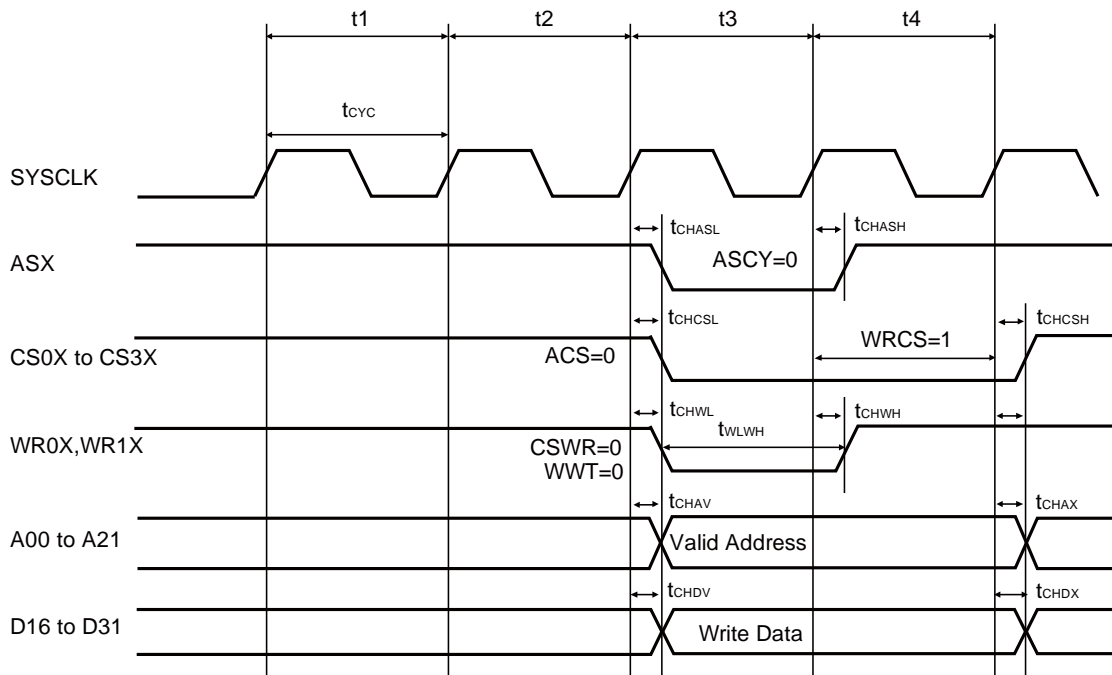 t1 t2 t3 t4
tCYC
SYSCLK
tCHASL tCHASH
ASX ASCY=0
tCHCSL tCHCSH
CS0X to CS3X ACS=0 WRCS=1
tCHWL tCHWH
tWLWH
WR0X,WR1X CSWR=0
WWT=0
tCHAV tCHAX
A00 to A21 Valid Address
tCHDV tCHDX
D16 to D31 Write Data